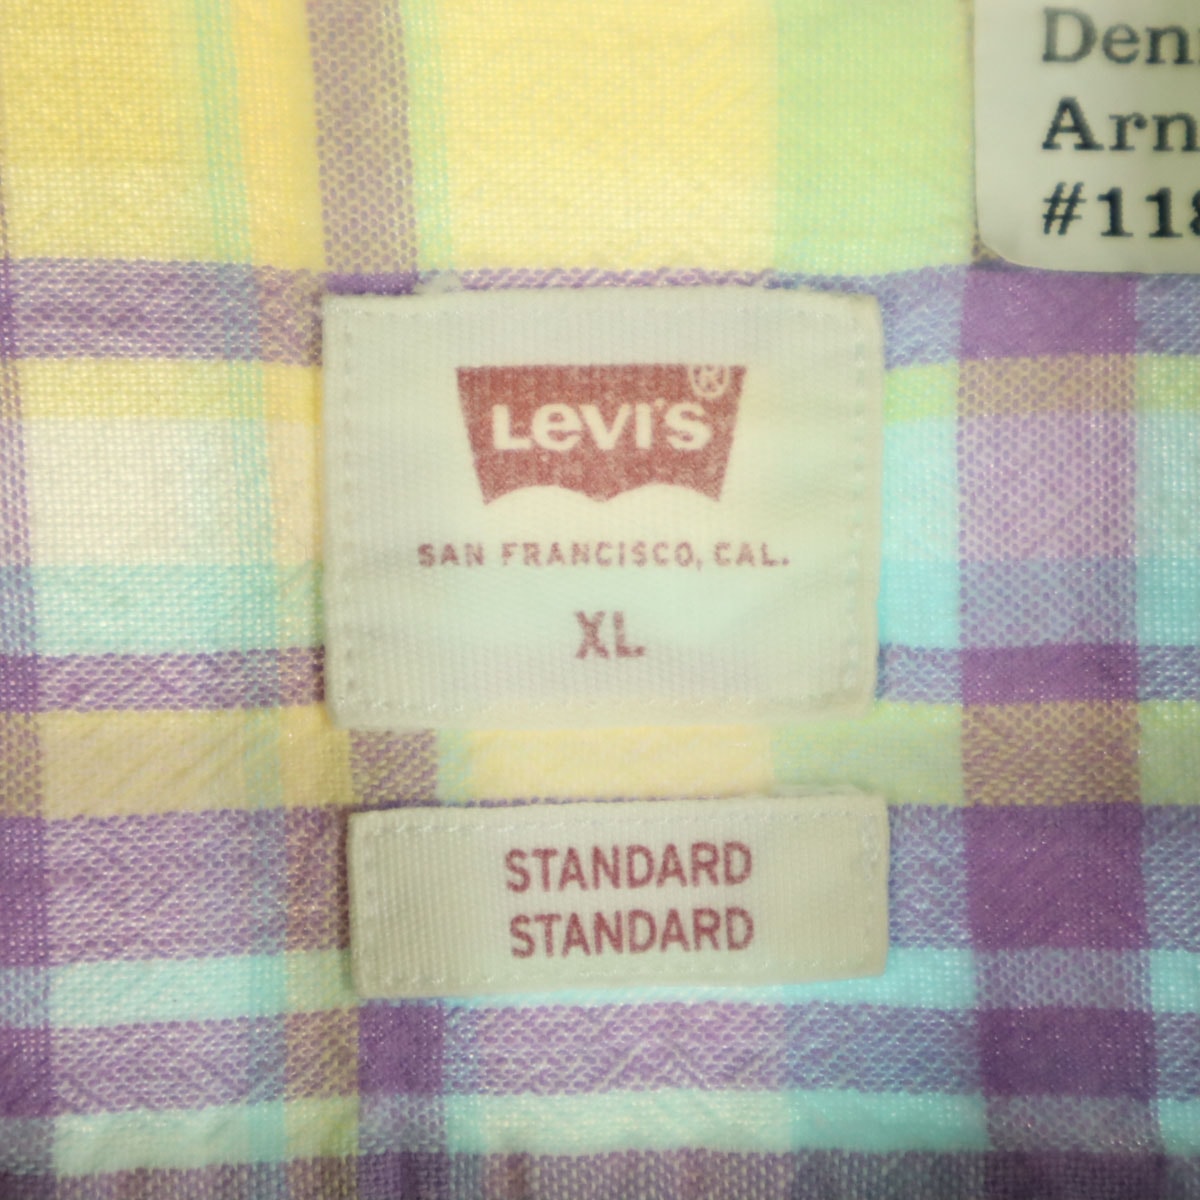 LEVI'S®
SAN FRANCISCO, CAL.
XL
STANDARD
STANDARD